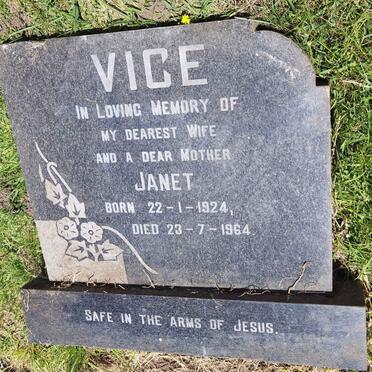 VICE
IN LOVING MEMORY OF
MY DEAREST WIFE
AND A DEAR MOTHER
JANET
BORN 22-1-1924,
DIED 23-7-1964.
SAFE IN THE ARMS OF JESUS.